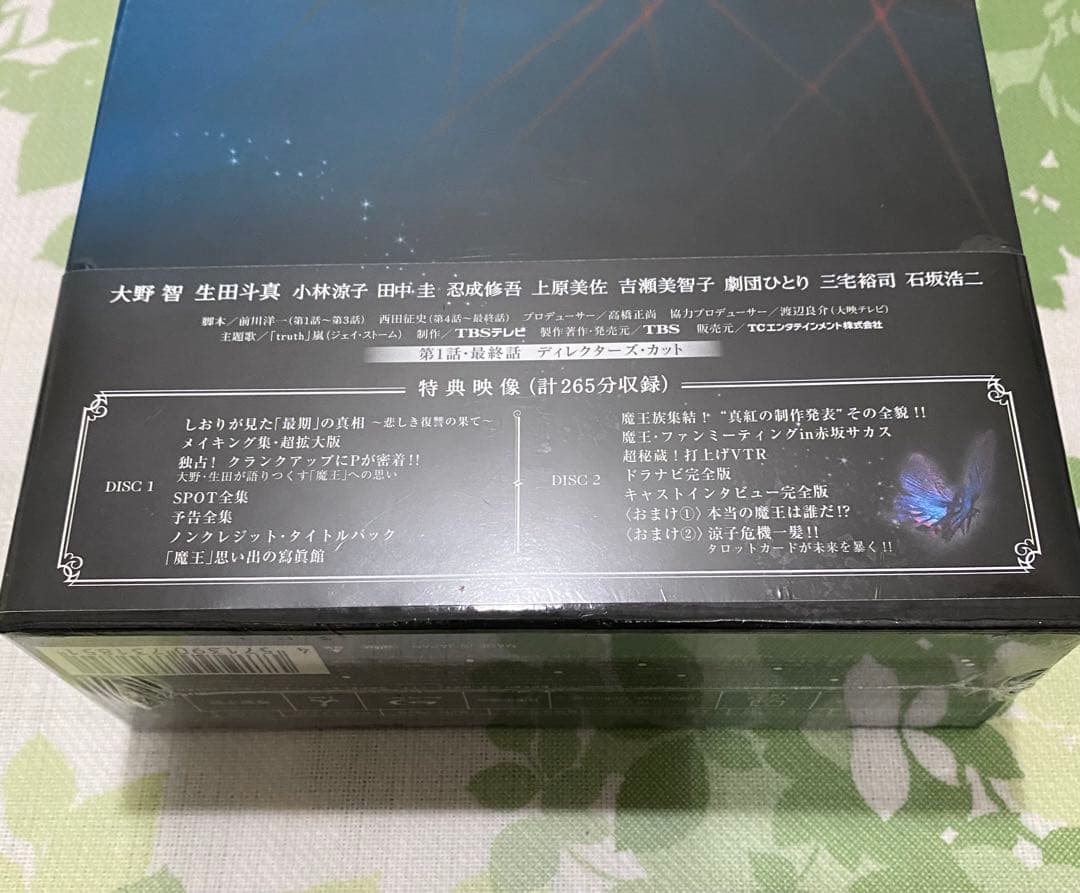 大野 智 生田斗真 小林涼子 田中 圭 忍成修吾 上原美佐 吉瀬美智子 劇団ひとり 三宅裕司 石坂浩二
脚本／前川洋一(第1話〜第3話) 西田征史(第4話〜最終話) プロデューサー／高橋正尚 協力プロデューサー／渡辺良介(大映テレビ)
主題歌／「truth」嵐(ジェイ・ストーム) 制作／TBSテレビ 製作著作・発売元／TBS 販売元／TCエンタテインメント株式会社
第1話・最終話 ディレクターズ・カット
特典映像(計265分収録)
DISC 1
しおりが見た「最期」の真相 〜悲しき復讐の果て〜
メイキング集・超拡大版
独占! クランクアップにPが密着!!
大野・生田が語りつくす「魔王」への思い
SPOT全集
予告全集
ノンクレジット・タイトルバック
「魔王」思い出の寫眞館
DISC 2
魔王族集結! “真紅の制作発表”その全貌!!
魔王・ファンミーティングin赤坂サカス
超秘蔵!打上げVTR
ドラナビ完全版
キャストインタビュー完全版
〈おまけ①〉本当の魔王は誰だ!?
〈おまけ②〉涼子危機一髪!!
タロットカードが未来を暴く!!
MADE IN JAPAN